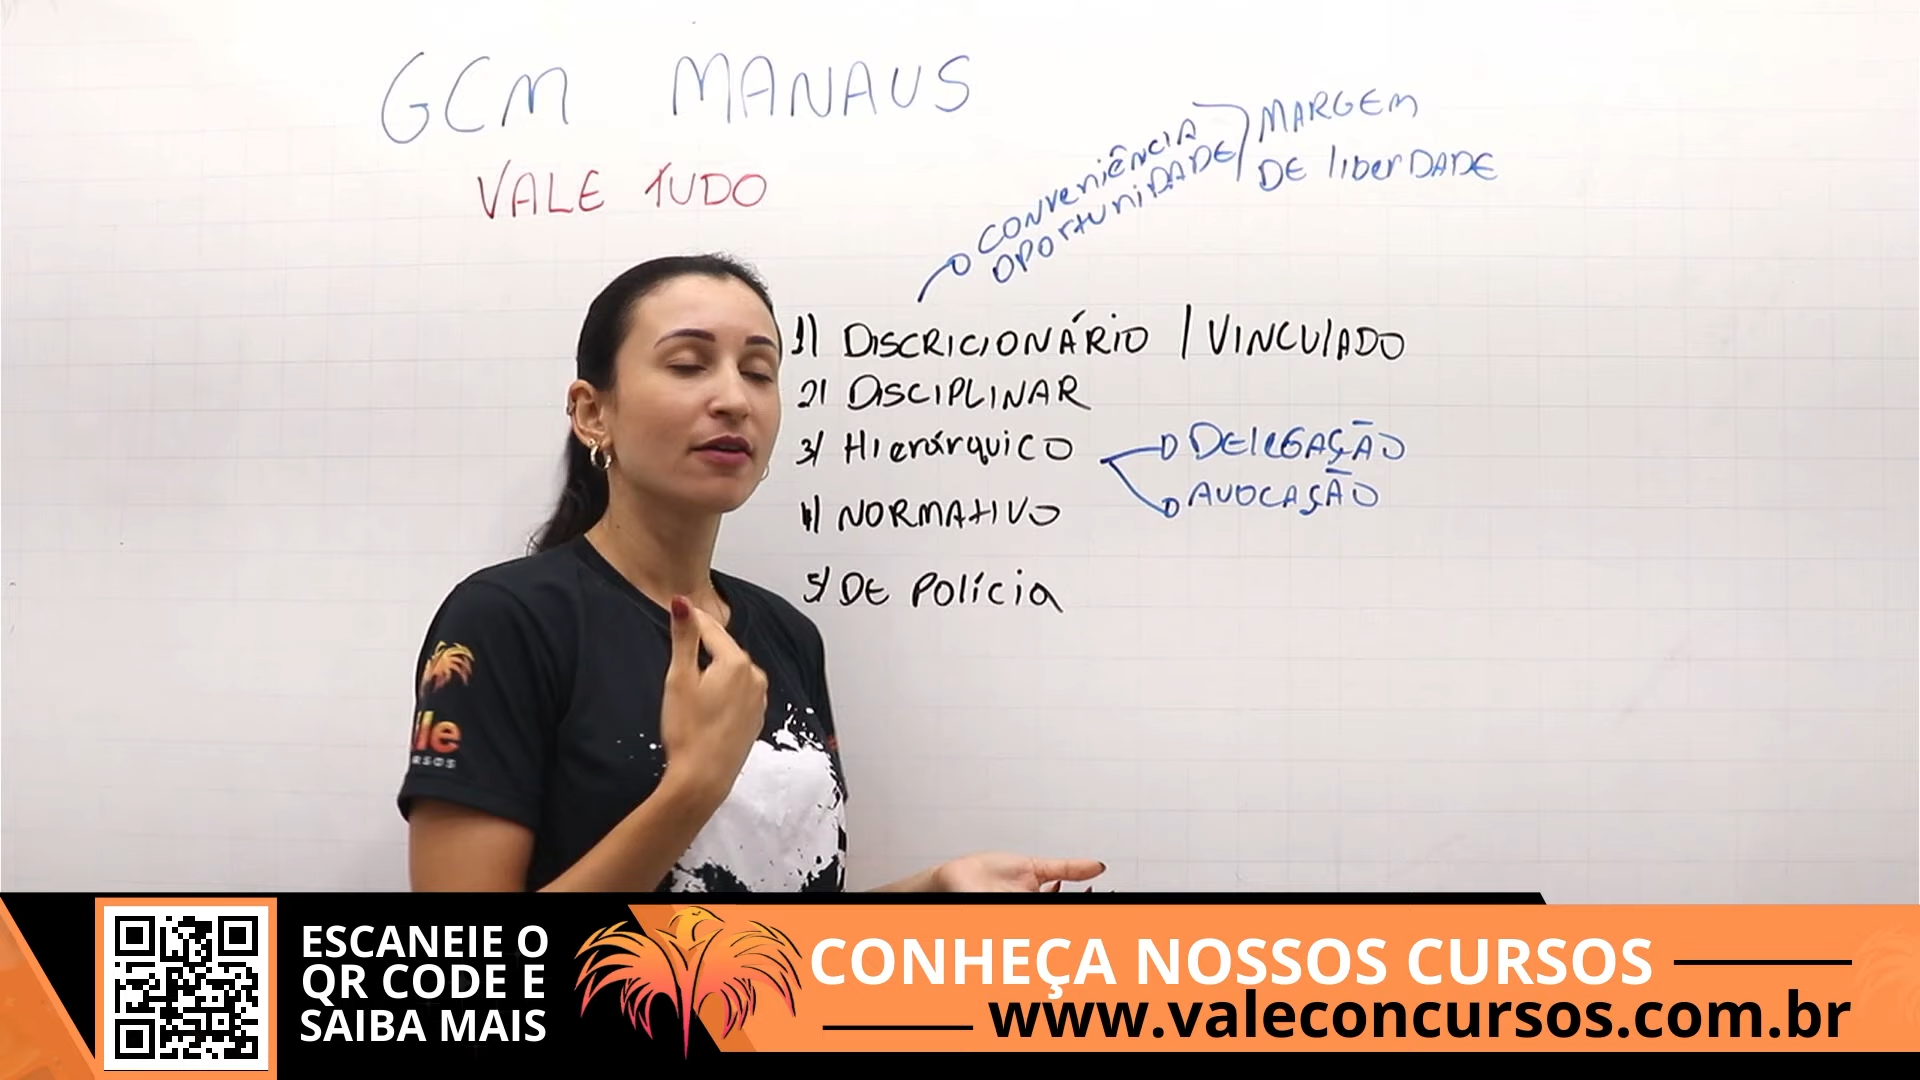 GCM MANAUS
VALE TUDO
CONVENIÊNCIA
OPORTUNIDADE
MARGEM
DE LIBERDADE
1) DISCRICIONÁRIO / VINCULADO
2) DISCIPLINAR
3) HIERÁRQUICO
DELEGAÇÃO
AVOCAÇÃO
4) NORMATIVO
5) DE POLÍCIA
ESCANEIE O
QR CODE E
SAIBA MAIS
CONHEÇA NOSSOS CURSOS
www.valeconcursos.com.br